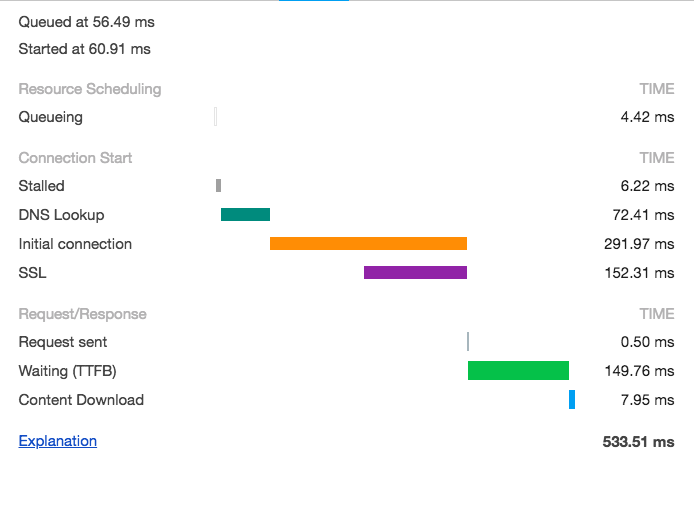 Queued at 56.49 ms
Started at 60.91 ms
Resource Scheduling TIME
Queueing 4.42 ms
Connection Start TIME
Stalled 6.22 ms
DNS Lookup 72.41 ms
Initial connection 291.97 ms
SSL 152.31 ms
Request/Response TIME
Request sent 0.50 ms
Waiting (TTFB) 149.76 ms
Content Download 7.95 ms
Explanation 533.51 ms